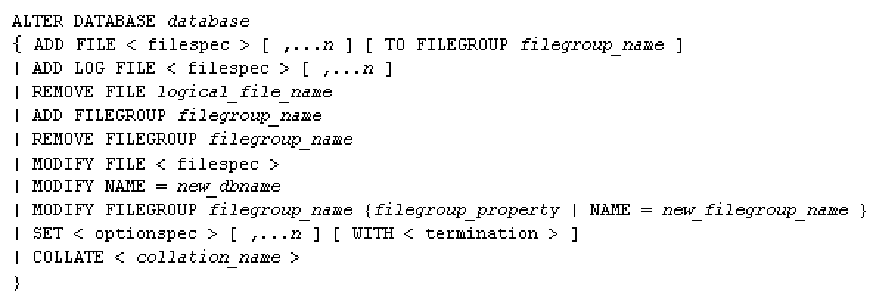 ALTER DATABASE database
{ ADD FILE < filespec > [ ,...n ] [ TO FILEGROUP filegroup_name ]
| ADD LOG FILE < filespec > [ ,...n ]
| REMOVE FILE logical_file_name
| ADD FILEGROUP filegroup_name
| REMOVE FILEGROUP filegroup_name
| MODIFY FILE < filespec >
| MODIFY NAME = new_dbname
| MODIFY FILEGROUP filegroup_name {filegroup_property | NAME = new_filegroup_name }
| SET < optionspec > [ ,...n ] [ WITH < termination > ]
| COLLATE < collation_name >
}